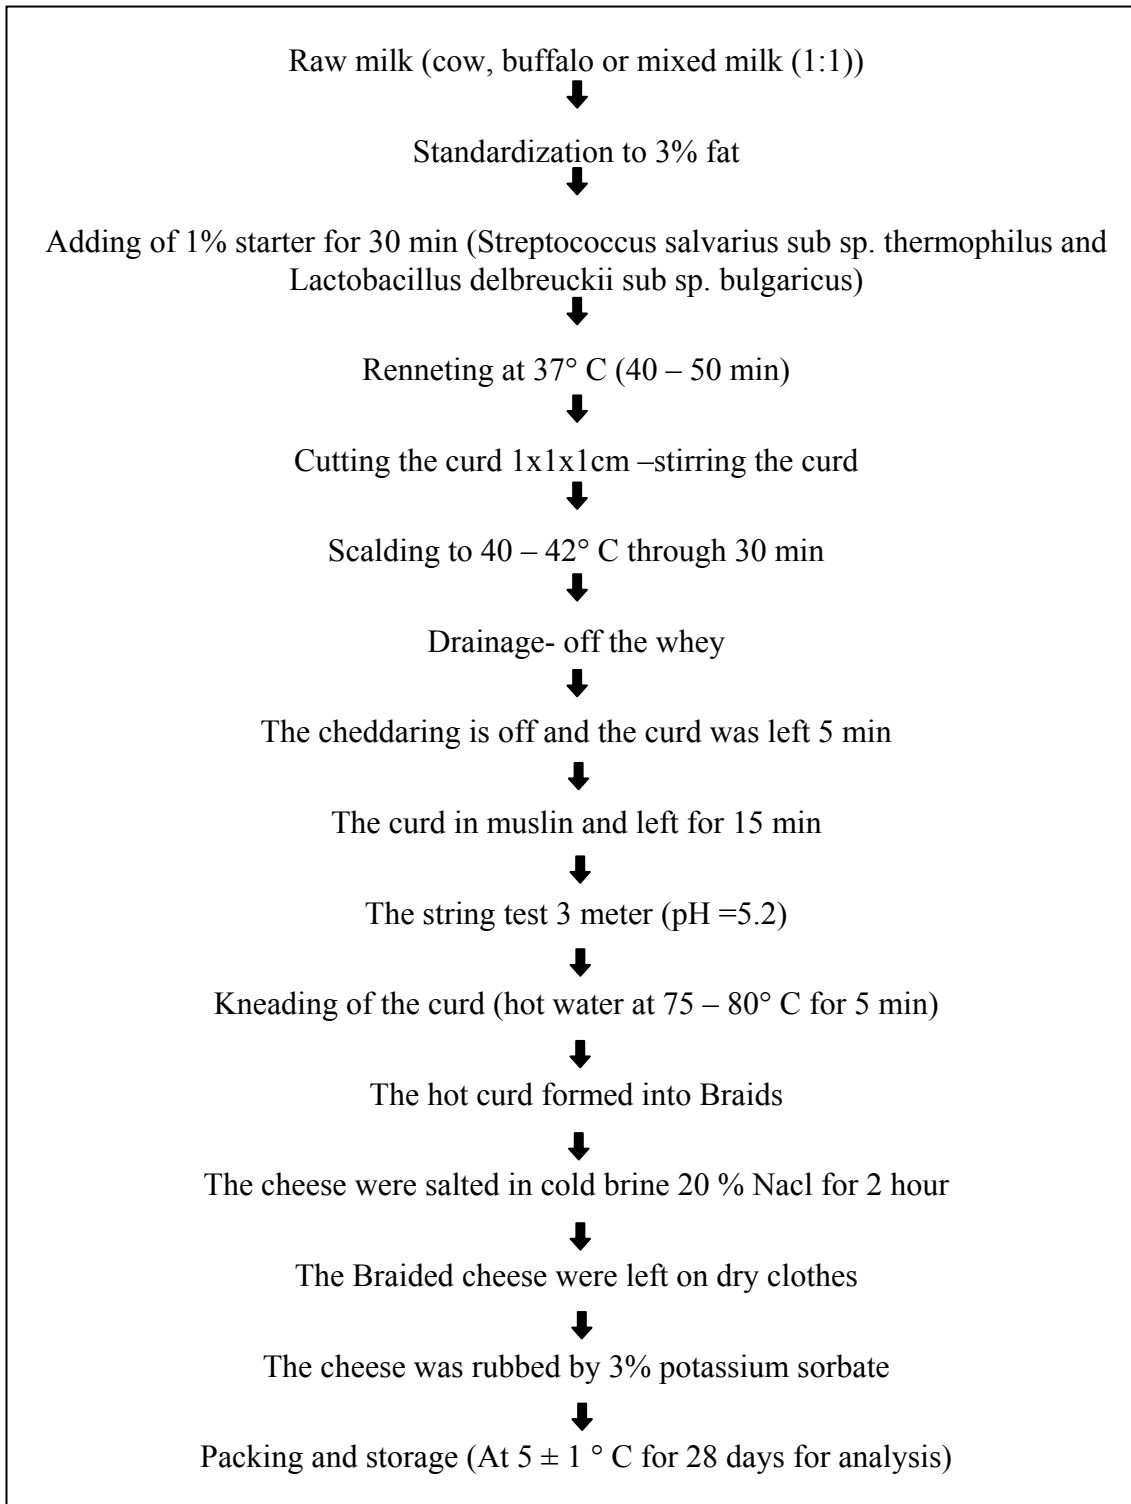 Raw milk (cow, buffalo or mixed milk (1:1))
Standardization to 3% fat
Adding of 1% starter for 30 min (Streptococcus salvarius sub sp. thermophilus and
Lactobacillus delbreuckii sub sp. bulgaricus)
Renneting at 37° C (40 – 50 min)
Cutting the curd 1x1x1cm –stirring the curd
Scalding to 40 – 42° C through 30 min
Drainage- off the whey
The cheddaring is off and the curd was left 5 min
The curd in muslin and left for 15 min
The string test 3 meter (pH =5.2)
Kneading of the curd (hot water at 75 – 80° C for 5 min)
The hot curd formed into Braids
The cheese were salted in cold brine 20 % Nacl for 2 hour
The Braided cheese were left on dry clothes
The cheese was rubbed by 3% potassium sorbate
Packing and storage (At 5 ± 1 ° C for 28 days for analysis)